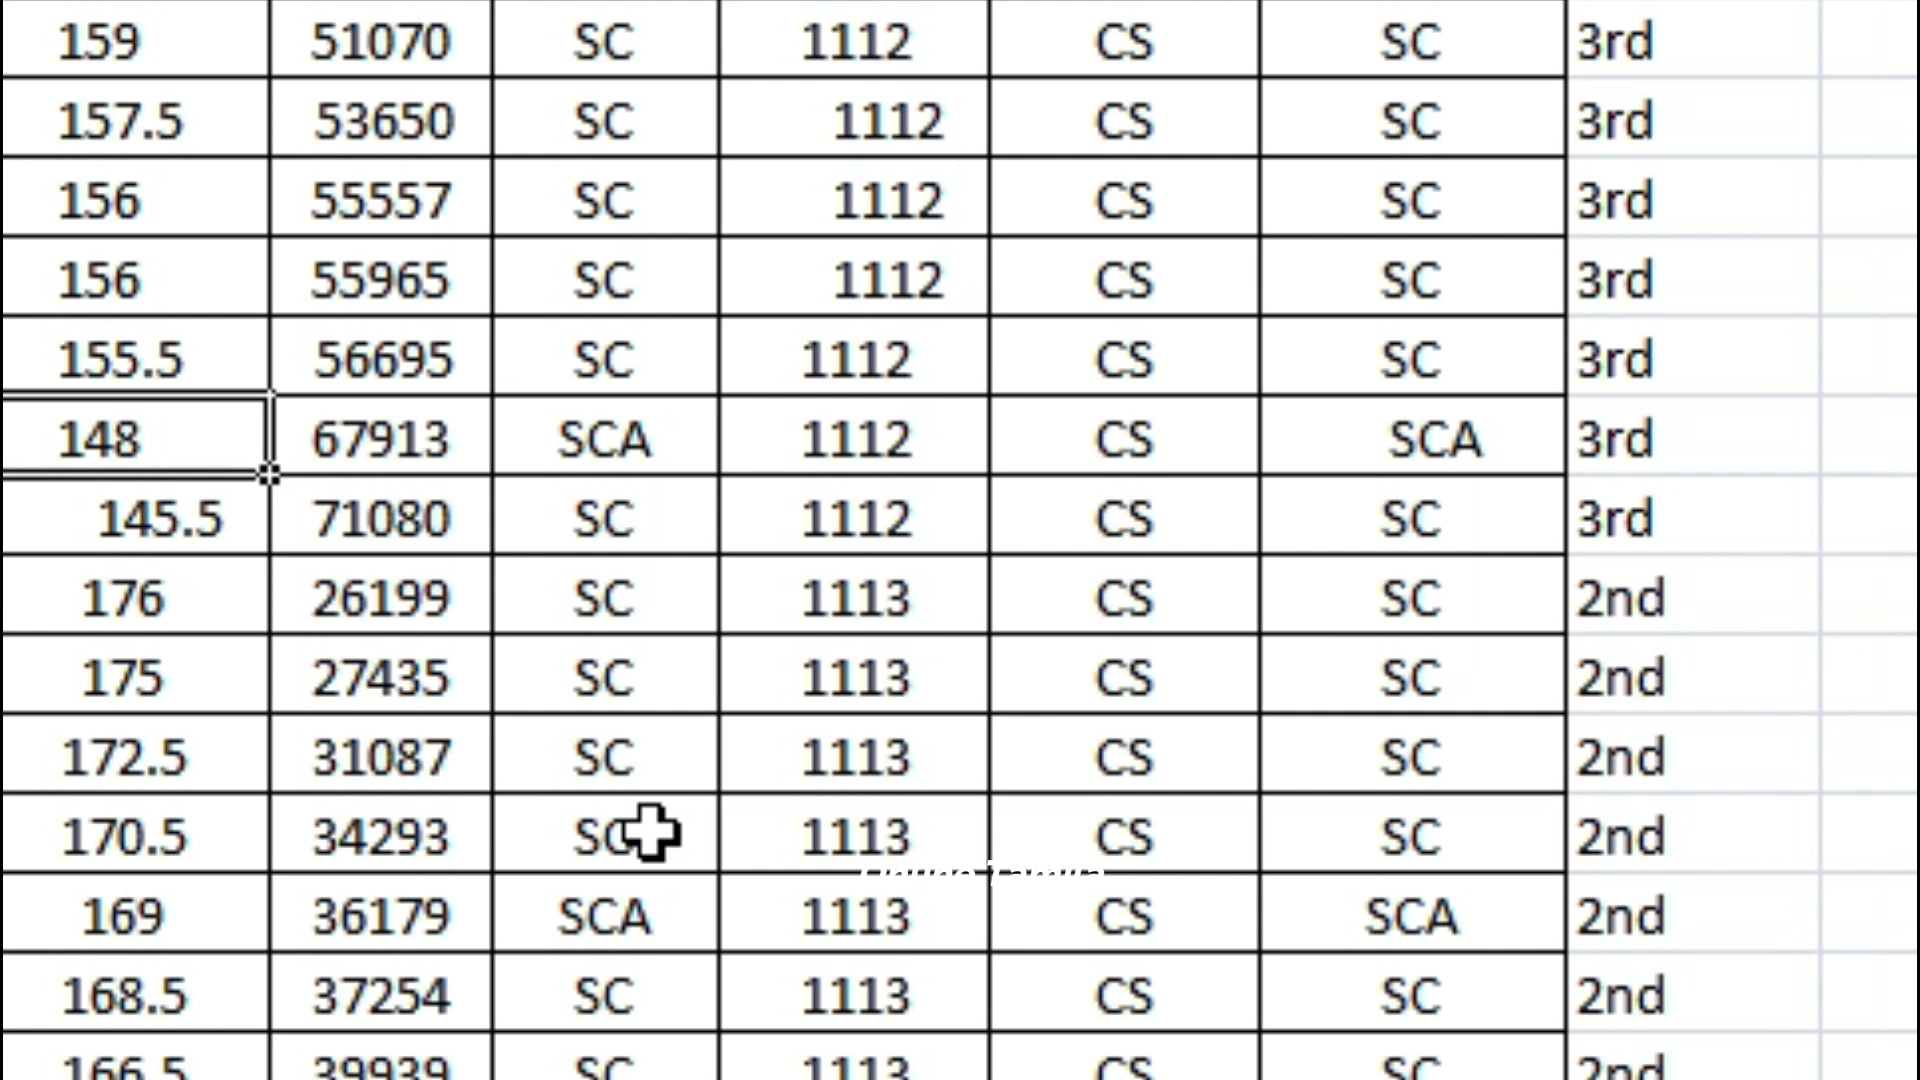 159 51070 SC 1112 CS SC 3rd
157.5 53650 SC 1112 CS SC 3rd
156 55557 SC 1112 CS SC 3rd
156 55965 SC 1112 CS SC 3rd
155.5 56695 SC 1112 CS SC 3rd
148 67913 SCA 1112 CS SCA 3rd
145.5 71080 SC 1112 CS SC 3rd
176 26199 SC 1113 CS SC 2nd
175 27435 SC 1113 CS SC 2nd
172.5 31087 SC 1113 CS SC 2nd
170.5 34293 SC 1113 CS SC 2nd
169 36179 SCA 1113 CS SCA 2nd
168.5 37254 SC 1113 CS SC 2nd
166.5 39939 SC 1113 CS SC 2nd